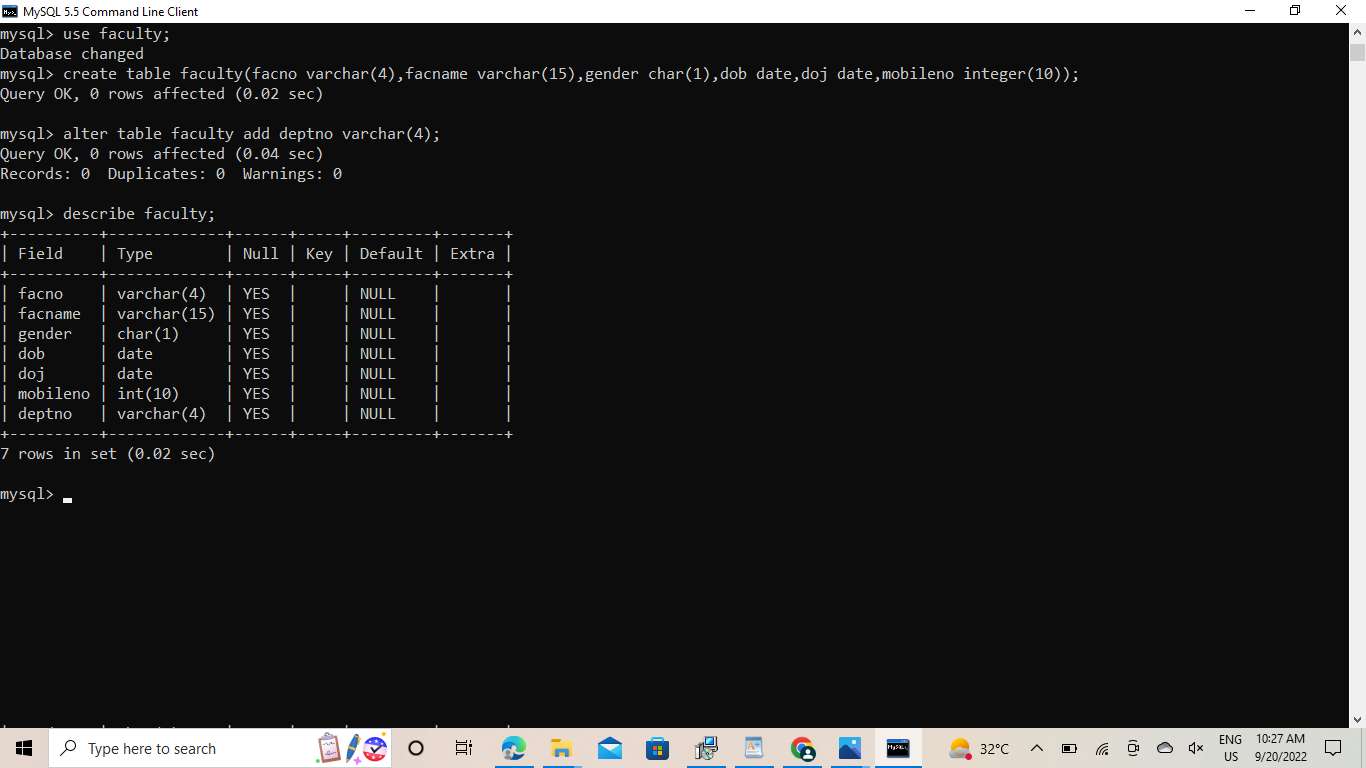 MySQL 5.5 Command Line Client
mysql> use faculty;
Database changed
mysql> create table faculty(facno varchar(4),facname varchar(15),gender char(1),dob date,doj date,mobileno integer(10));
Query OK, 0 rows affected (0.02 sec)
mysql> alter table faculty add deptno varchar(4);
Query OK, 0 rows affected (0.04 sec)
Records: 0  Duplicates: 0  Warnings: 0
mysql> describe faculty;
+----------+-------------+------+-----+---------+-------+
| Field    | Type        | Null | Key | Default | Extra |
+----------+-------------+------+-----+---------+-------+
| facno    | varchar(4)  | YES  |     | NULL    |       |
| facname  | varchar(15) | YES  |     | NULL    |       |
| gender   | char(1)     | YES  |     | NULL    |       |
| dob      | date        | YES  |     | NULL    |       |
| doj      | date        | YES  |     | NULL    |       |
| mobileno | int(10)     | YES  |     | NULL    |       |
| deptno   | varchar(4)  | YES  |     | NULL    |       |
+----------+-------------+------+-----+---------+-------+
7 rows in set (0.02 sec)
mysql>
Type here to search
32°C
ENG
US
10:27 AM
9/20/2022